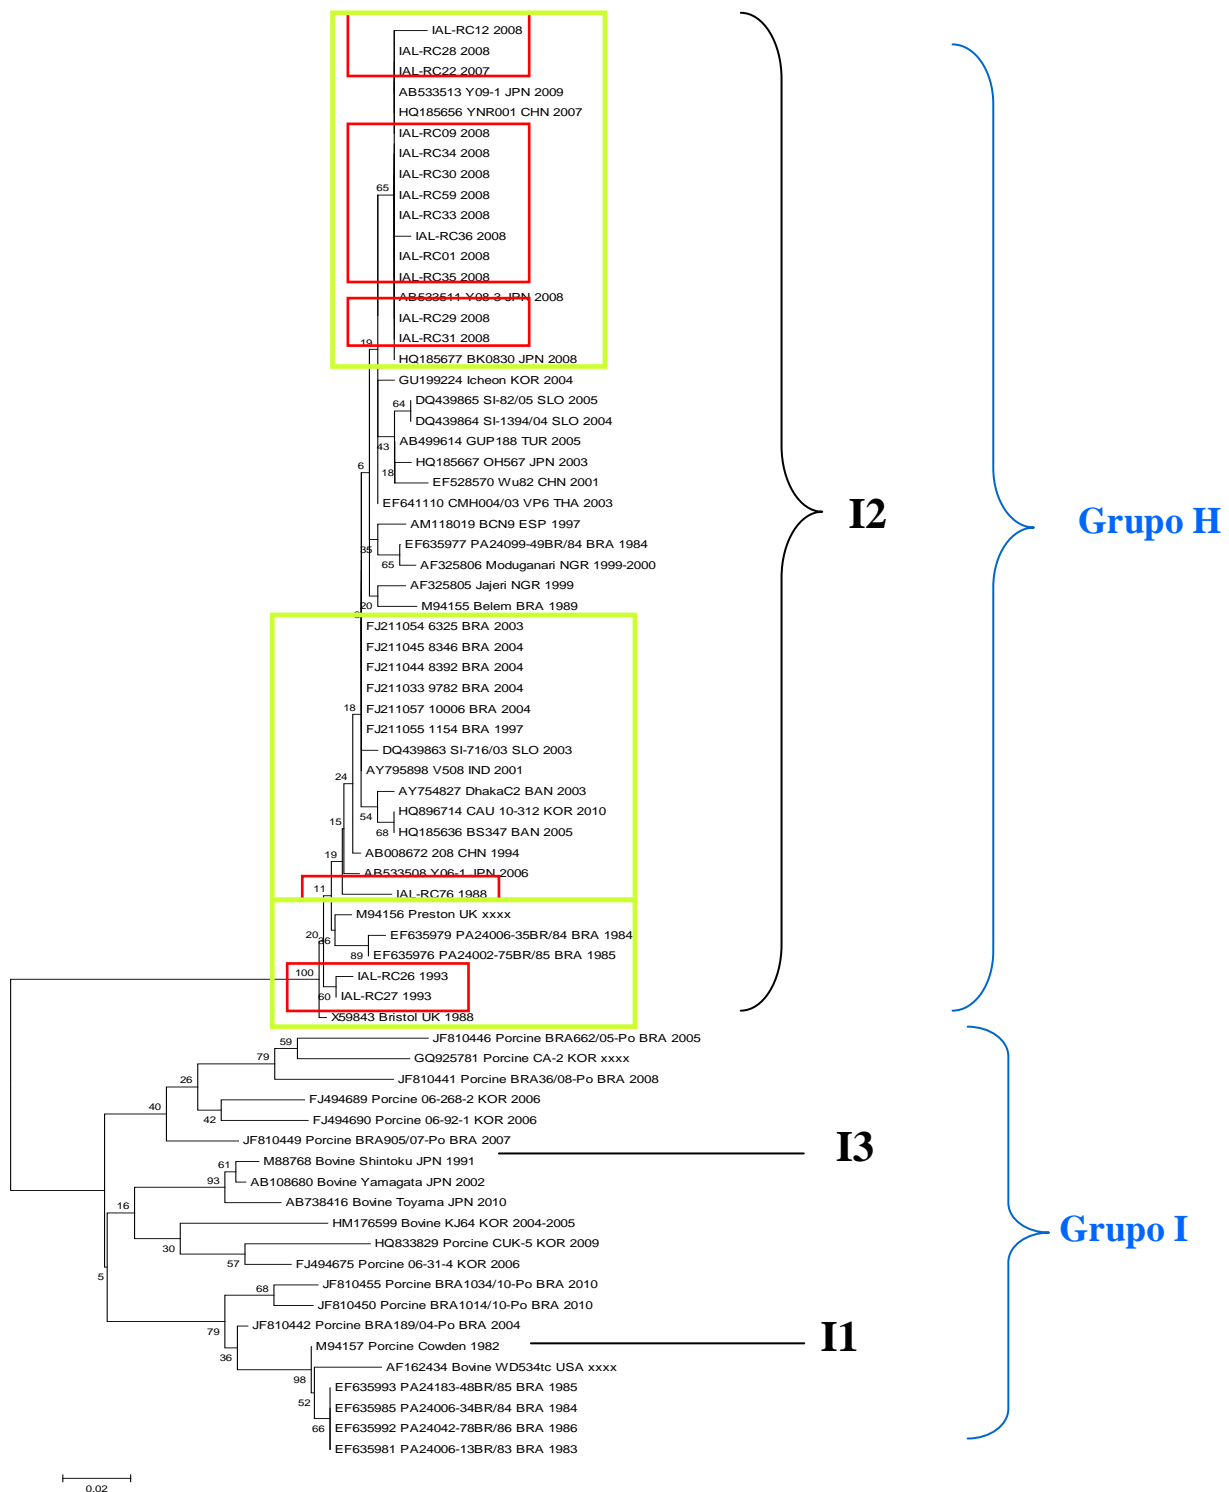 IAL-RC12 2008
IAL-RC28 2008
IAL-RC22 2007
AB533513 Y09-1 JPN 2009
HQ185656 YNR001 CHN 2007
IAL-RC09 2008
IAL-RC34 2008
IAL-RC30 2008
65
IAL-RC59 2008
IAL-RC33 2008
IAL-RC36 2008
IAL-RC01 2008
IAL-RC35 2008
AB533511 Y08-3 JPN 2008
IAL-RC29 2008
IAL-RC31 2008
19
HQ185677 BK0830 JPN 2008
GU199224 Icheon KOR 2004
64
DQ439865 SI-82/05 SLO 2005
DQ439864 SI-1394/04 SLO 2004
43
AB499614 GUP188 TUR 2005
6
HQ185667 OH567 JPN 2003
18
EF528570 Wu82 CHN 2001
EF641110 CMH004/03 VP6 THA 2003
I2
Grupo H
AM118019 BCN9 ESP 1997
35
EF635977 PA24099-49BR/84 BRA 1984
65
AF325806 Moduganari NGR 1999-2000
AF325805 Jajeri NGR 1999
20
M94155 Belem BRA 1989
FJ211054 6325 BRA 2003
FJ211045 8346 BRA 2004
FJ211044 8392 BRA 2004
FJ211033 9782 BRA 2004
18
FJ211057 10006 BRA 2004
FJ211055 1154 BRA 1997
DQ439863 SI-716/03 SLO 2003
AY795898 V508 IND 2001
24
AY754827 DhakaC2 BAN 2003
54
HQ896714 CAU 10-312 KOR 2010
15
68
HQ185636 BS347 BAN 2005
19
AB008672 208 CHN 1994
AB533508 Y06-1 JPN 2006
11
IAL-RC76 1988
M94156 Preston UK xxxx
20
26
EF635979 PA24006-35BR/84 BRA 1984
89
EF635976 PA24002-75BR/85 BRA 1985
100
IAL-RC26 1993
60
IAL-RC27 1993
X59843 Bristol UK 1988
59
JF810446 Porcine BRA662/05-Po BRA 2005
79
GQ925781 Porcine CA-2 KOR xxxx
26
JF810441 Porcine BRA36/08-Po BRA 2008
FJ494689 Porcine 06-268-2 KOR 2006
40
42
FJ494690 Porcine 06-92-1 KOR 2006
JF810449 Porcine BRA905/07-Po BRA 2007
I3
61
M88768 Bovine Shintoku JPN 1991
93
AB108680 Bovine Yamagata JPN 2002
16
AB738416 Bovine Toyama JPN 2010
HM176599 Bovine KJ64 KOR 2004-2005
Grupo I
30
HQ833829 Porcine CUK-5 KOR 2009
57
FJ494675 Porcine 06-31-4 KOR 2006
5
68
JF810455 Porcine BRA1034/10-Po BRA 2010
JF810450 Porcine BRA1014/10-Po BRA 2010
79
JF810442 Porcine BRA189/04-Po BRA 2004
36
M94157 Porcine Cowden 1982
I1
98
AF162434 Bovine WD534tc USA xxxx
EF635993 PA24183-48BR/85 BRA 1985
52
EF635985 PA24006-34BR/84 BRA 1984
66
EF635992 PA24042-78BR/86 BRA 1986
EF635981 PA24006-13BR/83 BRA 1983
0.02